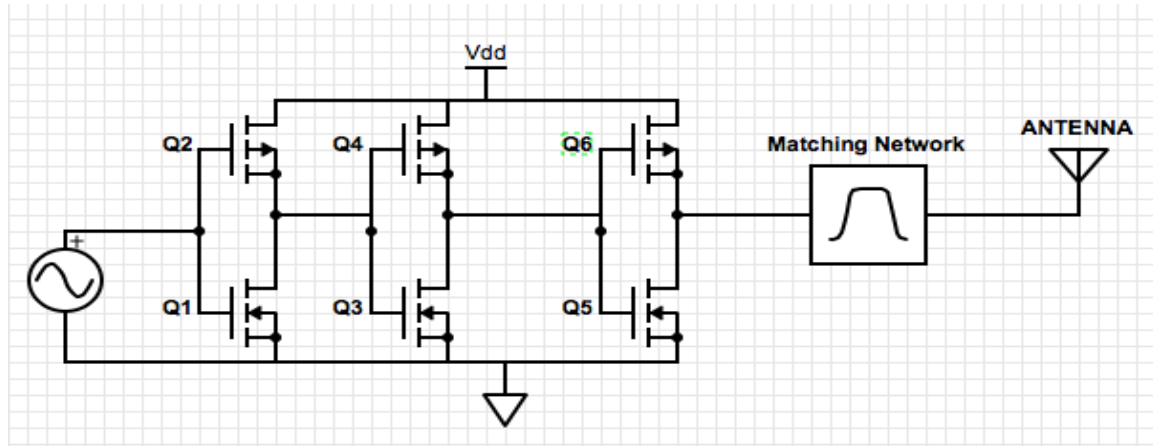 Vdd
Q2
Q4
Q6
Matching Network
ANTENNA
+
Q1
Q3
Q5